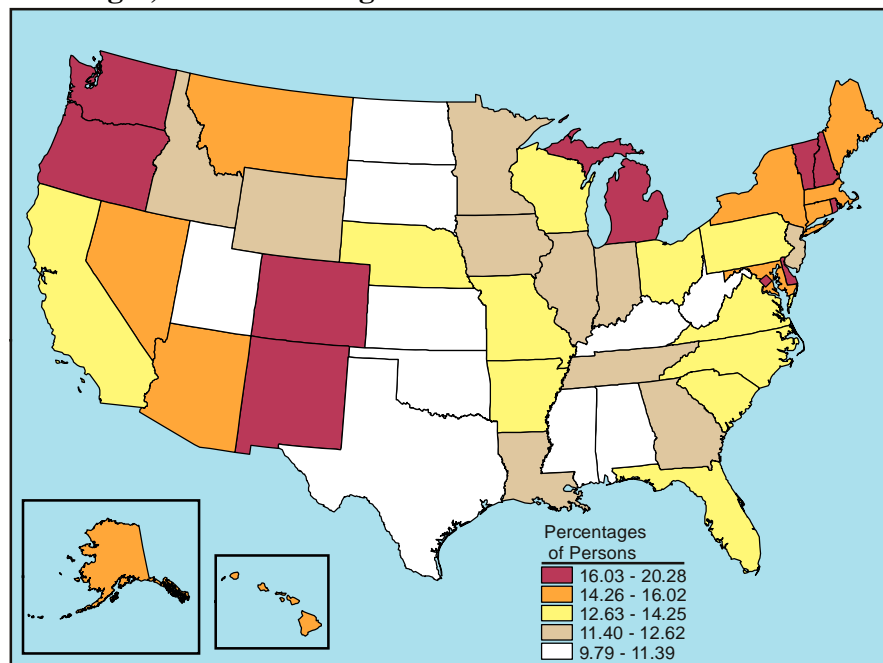 Percentages
of Persons
16.03 - 20.28
14.26 - 16.02
12.63 - 14.25
11.40 - 12.62
9.79 - 11.39